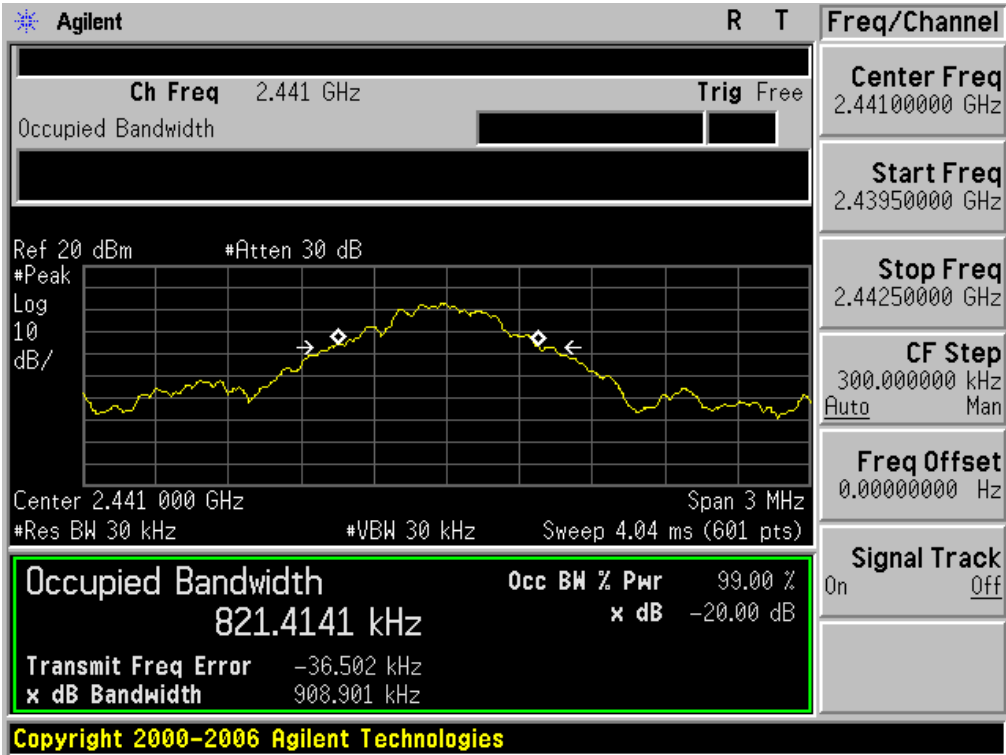 Agilent R T Freq/Channel
Ch Freq 2.441 GHz Trig Free
Occupied Bandwidth
Center Freq
2.44100000 GHz
Start Freq
2.43950000 GHz
Stop Freq
2.44250000 GHz
CF Step
300.000000 kHz
Auto Man
Freq Offset
0.00000000 Hz
Signal Track
On Off
Ref 20 dBm #Atten 30 dB
#Peak
Log
10
dB/
Center 2.441 000 GHz Span 3 MHz
#Res BW 30 kHz #VBW 30 kHz Sweep 4.04 ms (601 pts)
Occupied Bandwidth
821.4141 kHz
Occ BW % Pwr 99.00 %
x dB -20.00 dB
Transmit Freq Error -36.502 kHz
x dB Bandwidth 908.901 kHz
Copyright 2000-2006 Agilent Technologies